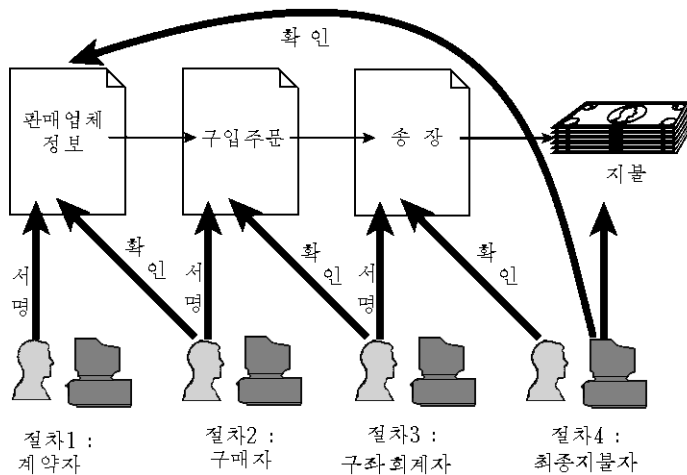 확 인
판매업체
정보
구입주문
송 장
지불
서
명
확
인
서
명
확
인
서
명
확
인
절차1 :
계약자
절차2 :
구매자
절차3 :
구좌회계자
절차4 :
최종지불자